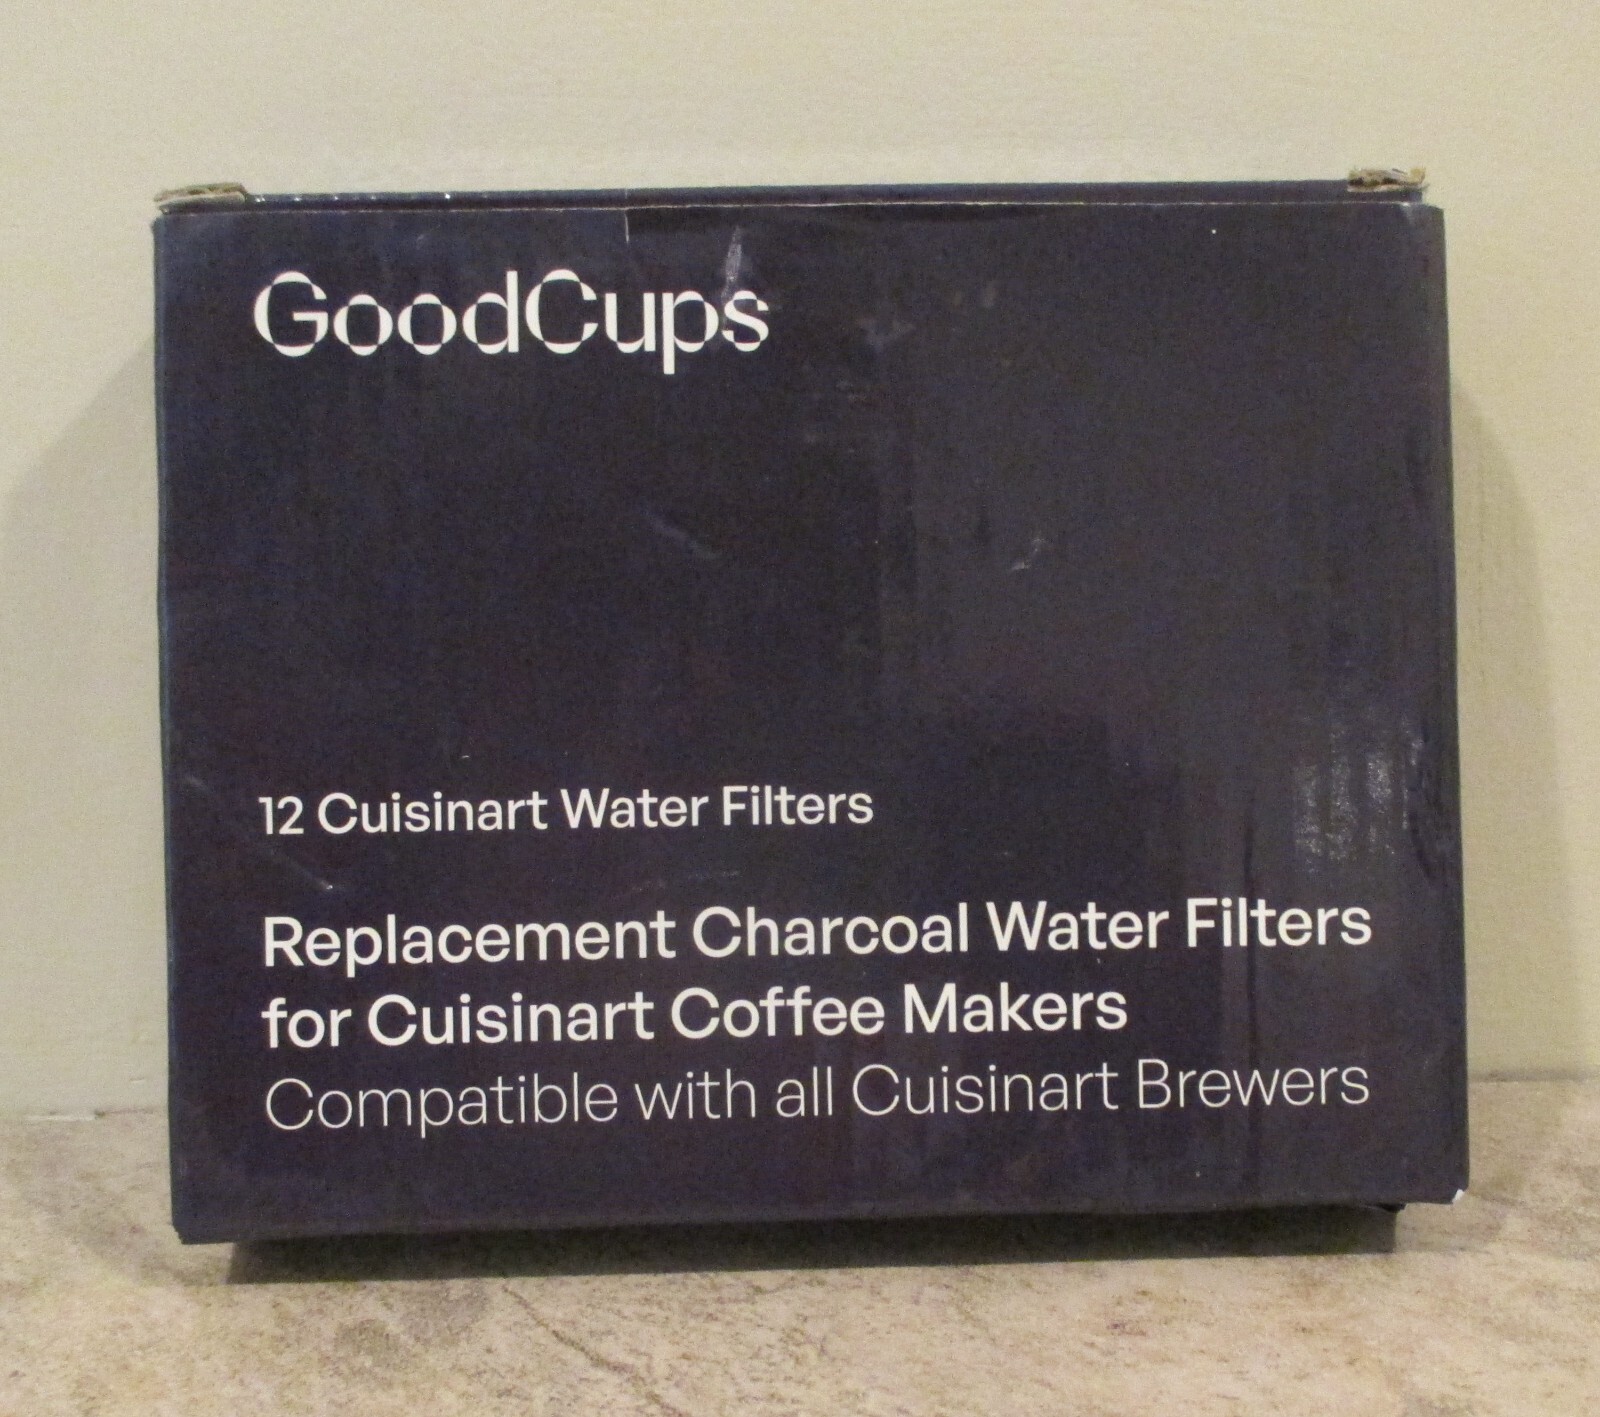 GoodCups
12 Cuisinart Water Filters
Replacement Charcoal Water Filters
for Cuisinart Coffee Makers
Compatible with all Cuisinart Brewers